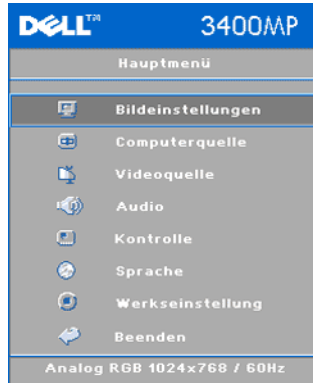 DELL™ 3400MP
Hauptmenü
Bildeinstellungen
Computerquelle
Videoquelle
Audio
Kontrolle
Sprache
Werkseinstellung
Beenden
Analog RGB 1024x768 / 60Hz